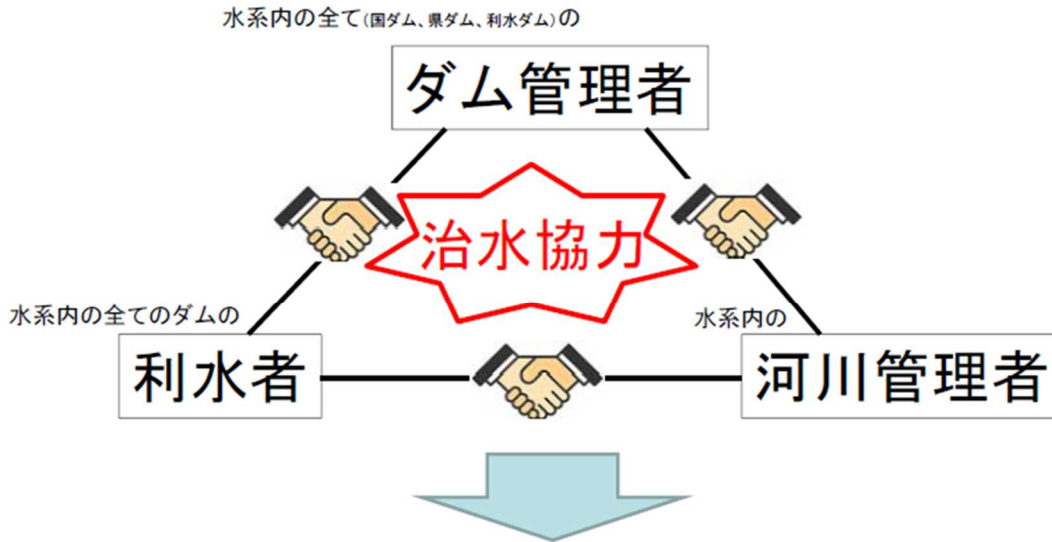 水系内の全て(国ダム、県ダム、利水ダム)の
ダム管理者
治水協力
水系内の全てのダムの
利水者
水系内の
河川管理者